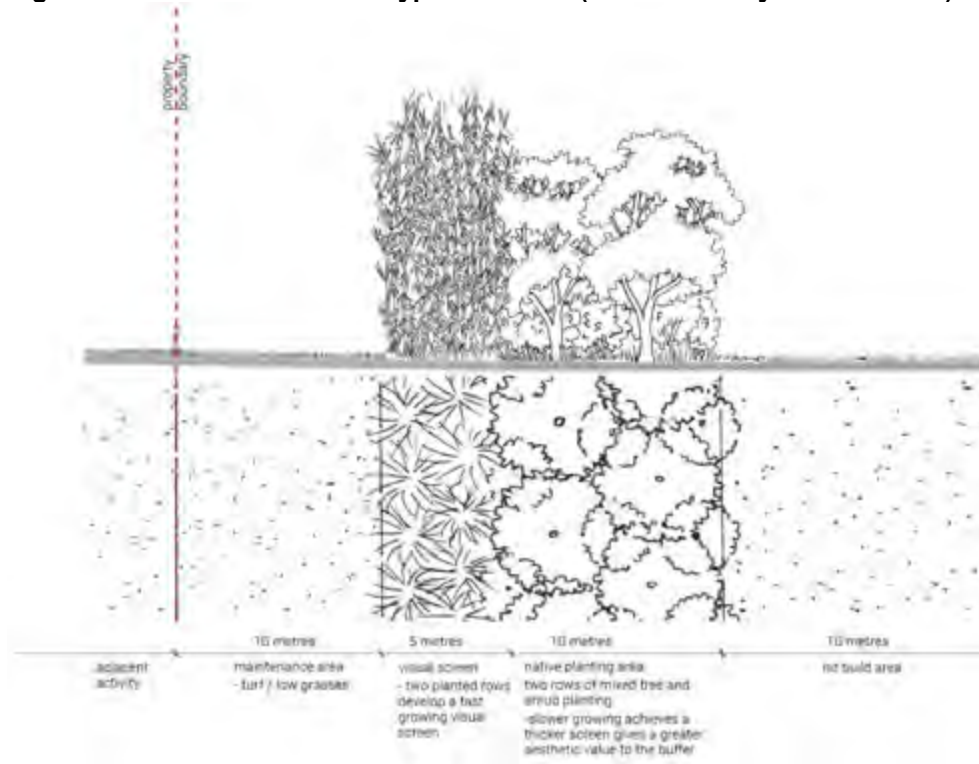 property
boundary
10 metres
5 metres
10 metres
10 metres
adjacent
activity
maintenance area
- turf / low grasses
visual screen
- two planted rows
develop a fast
growing visual
screen
native planting area
two rows of mixed tree and
shrub planting
-slower growing achieves a
thicker screen gives a greater
aesthetic value to the buffer
no build area